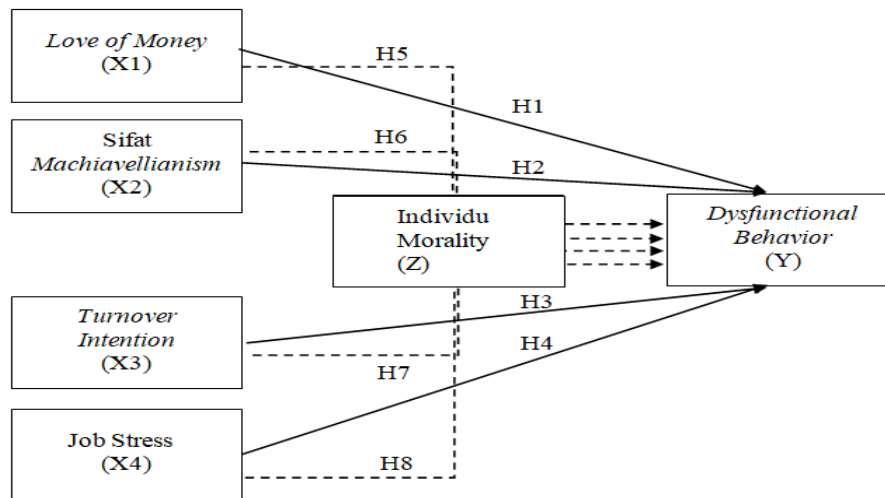 Love of Money
(X1)
H5
H1
Sifat
Machiavellianism
(X2)
H6
H2
Individu
Morality
(Z)
Dysfunctional
Behavior
(Y)
Turnover
Intention
(X3)
H3
H4
H7
Job Stress
(X4)
H8